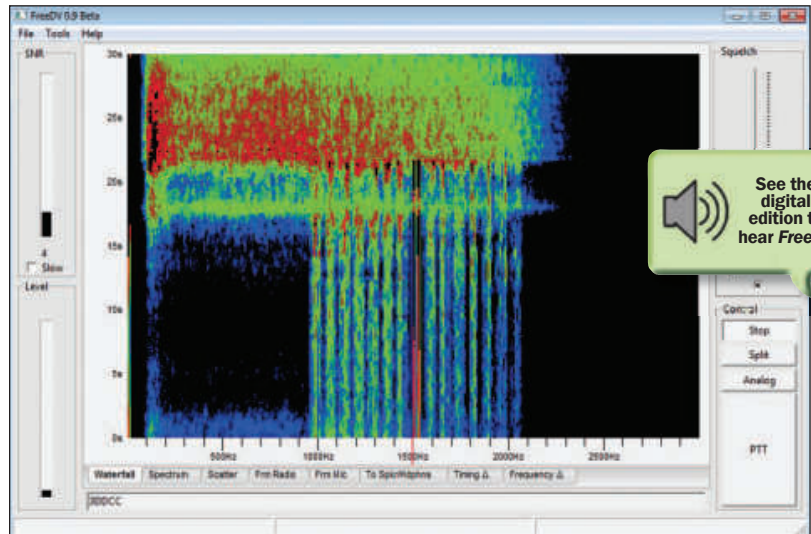 FreeDV 0.9 Beta
File Tools Help
SNR
Squelch
30s
25s
20s
15s
10s
5s
0s
4
Slow
Level
See the
digital
edition t
hear Free
Control
Stop
Split
Analog
PTT
500Hz 1000Hz 1500Hz 2000Hz 2500Hz
Waterfall Spectrum Scatter Frm Radio Frm Mic To Spkr/Hdphns Timing Δ Frequency Δ